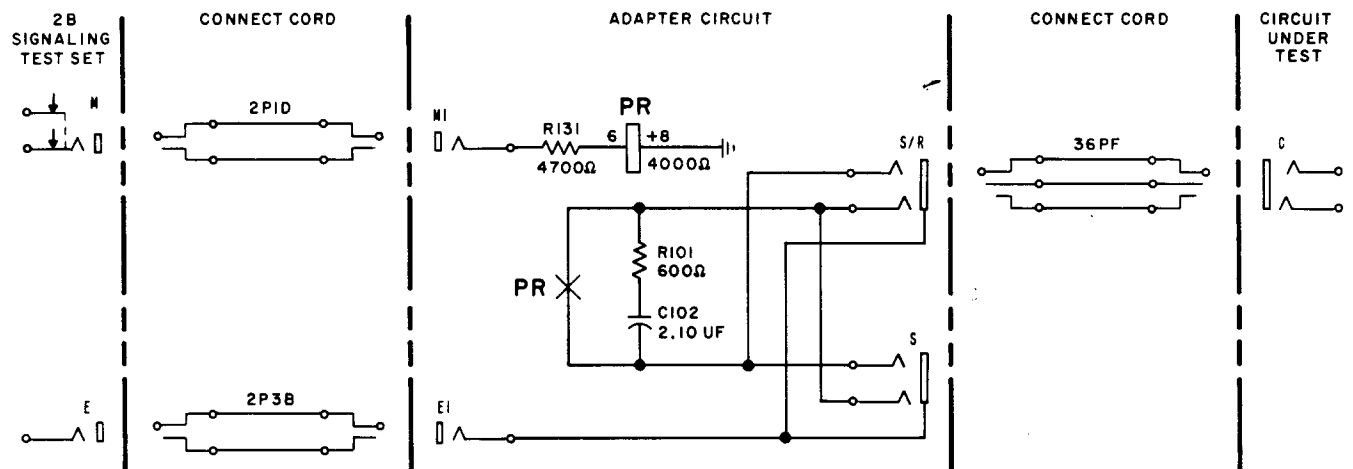 2B
SIGNALING
TEST SET
CONNECT CORD
ADAPTER CIRCUIT
CONNECT CORD
CIRCUIT
UNDER
TEST
M
2P1D
M1
R131
4700Ω
PR
6
+8
4000Ω
S/R
36PF
C
R101
600Ω
PR
C102
2.10 UF
S
E
2P3B
E1